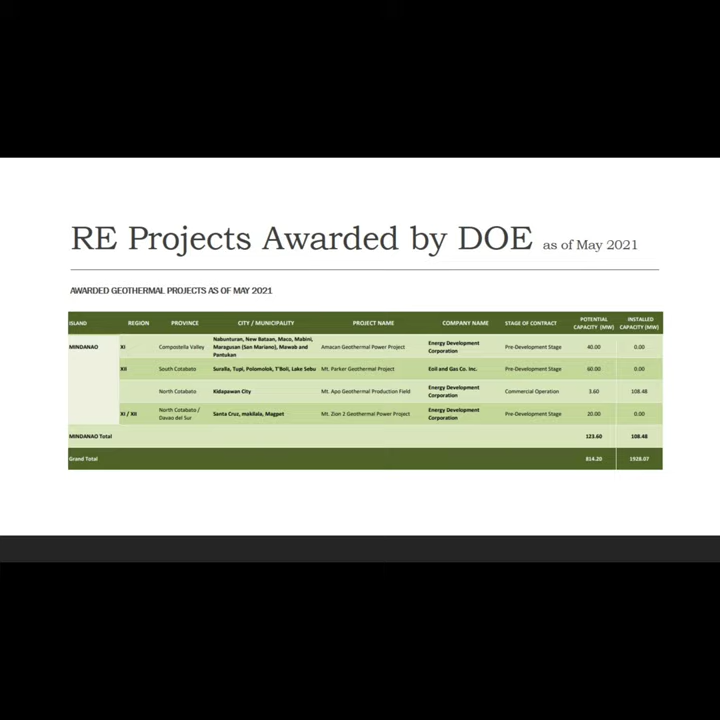 RE Projects Awarded by DOE as of May 2021
AWARDED GEOTHERMAL PROJECTS AS OF MAY 2021
ISLAND REGION PROVINCE CITY / MUNICIPALITY PROJECT NAME COMPANY NAME STAGE OF CONTRACT POTENTIAL CAPACITY (MW) INSTALLED CAPACITY (MW)
MINDANAO XI Compostella Valley Nabunturan, New Bataan, Maco, Mabini, Maragusan (San Mariano), Mawab and Pantukan Amacan Geothermal Power Project Energy Development Corporation Pre-Development Stage 40.00 0.00
XII South Cotabato Suralla, Tupi, Polomolok, T'Boli, Lake Sebu Mt. Parker Geothermal Project Eoil and Gas Co. Inc. Pre-Development Stage 60.00 0.00
North Cotabato Kidapawan City Mt. Apo Geothermal Production Field Energy Development Corporation Commercial Operation 3.60 108.48
XI / XII North Cotabato / Davao del Sur Santa Cruz, makilala, Magpet Mt. Zion 2 Geothermal Power Project Energy Development Corporation Pre-Development Stage 20.00 0.00
MINDANAO Total 123.60 108.48
Grand Total 814.20 1928.07